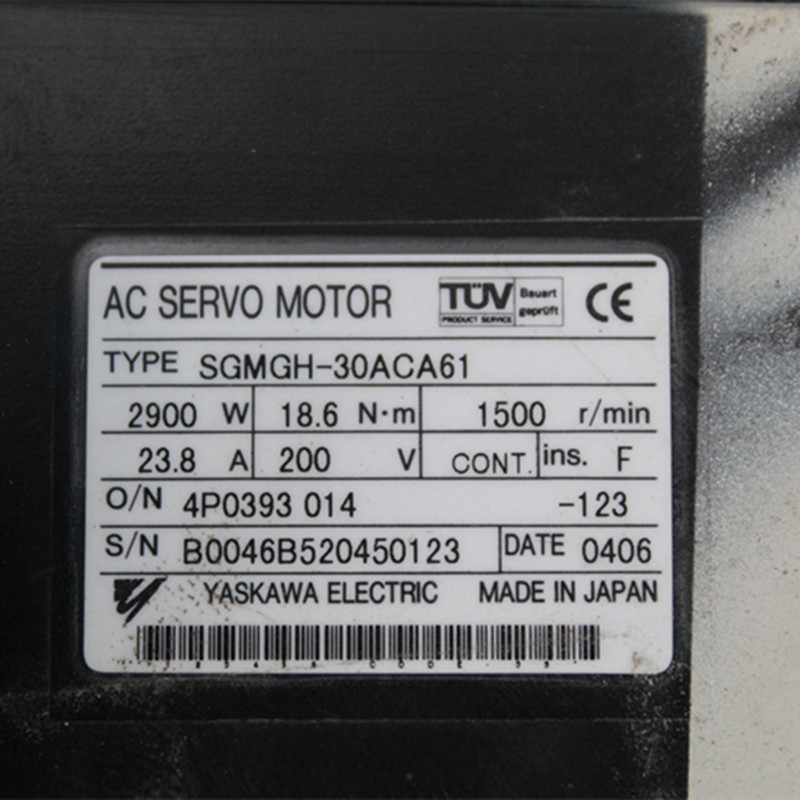 AC SERVO MOTOR TÜV PRODUCT SERVICE Bauart geprüft CE
TYPE SGMGH-30ACA61
2900 W 18.6 N·m 1500 r/min
23.8 A 200 V CONT. ins. F
O/N 4P0393 014 -123
S/N B0046B520450123 DATE 0406
YASKAWA ELECTRIC MADE IN JAPAN